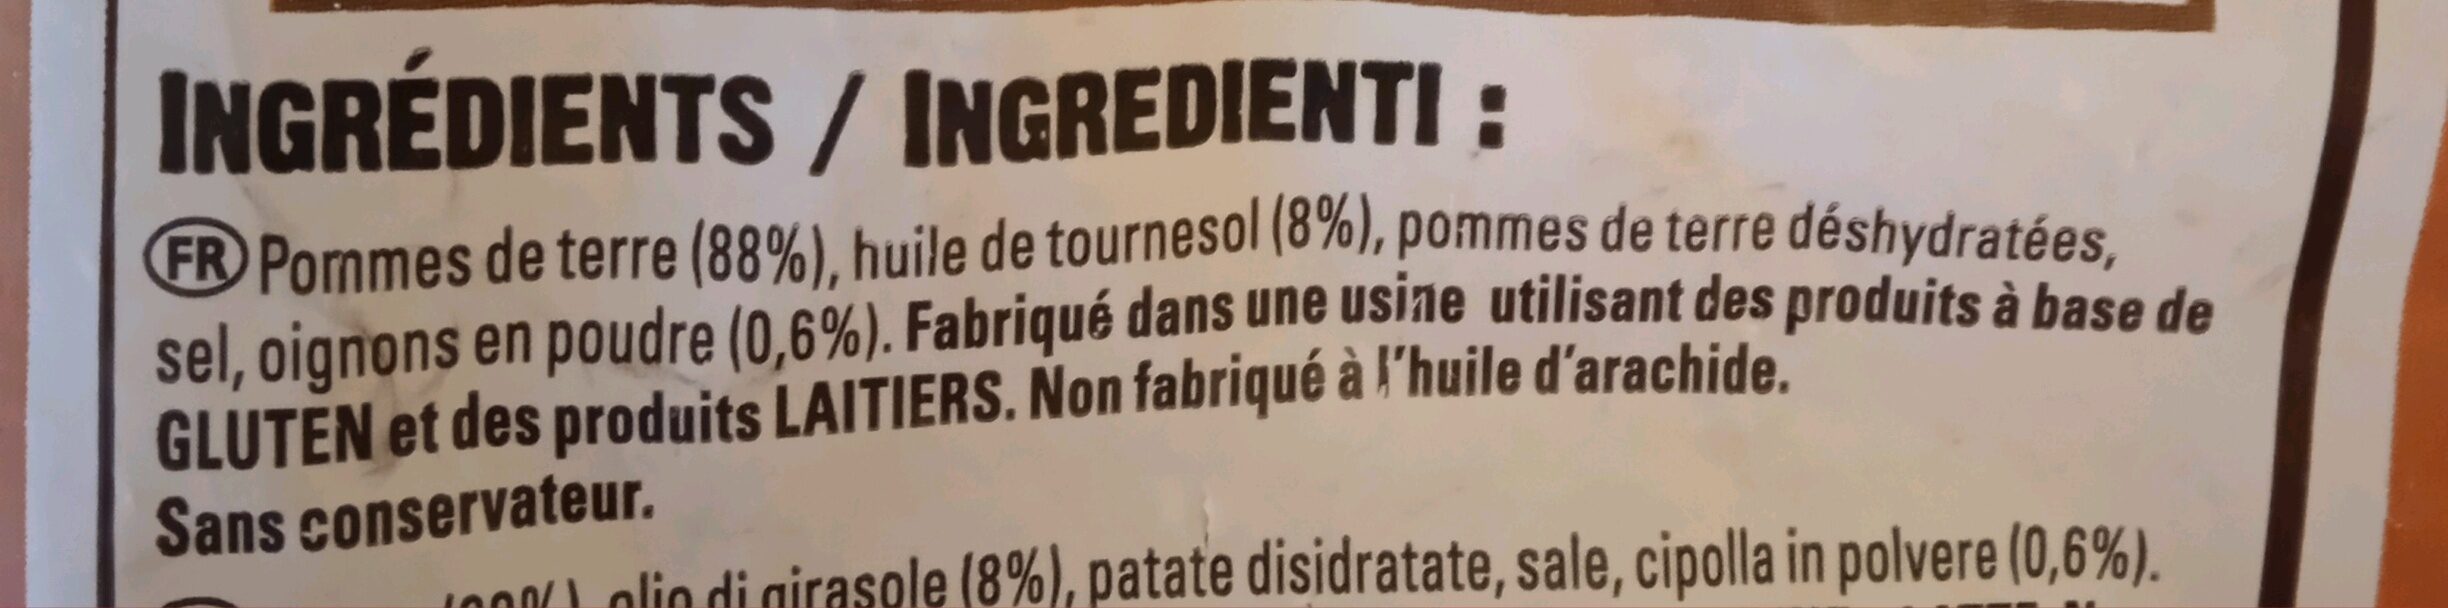 INGRÉDIENTS / INGREDIENTI :
FR Pommes de terre (88%), huile de tournesol (8%), pommes de terre déshydratées,
sel, oignons en poudre (0,6%). Fabriqué dans une usine utilisant des produits à base de
GLUTEN et des produits LAITIERS. Non fabriqué à l'huile d'arachide.
Sans conservateur.
olio di girasole (8%), patate disidratate, sale, cipolla in polvere (0,6%).